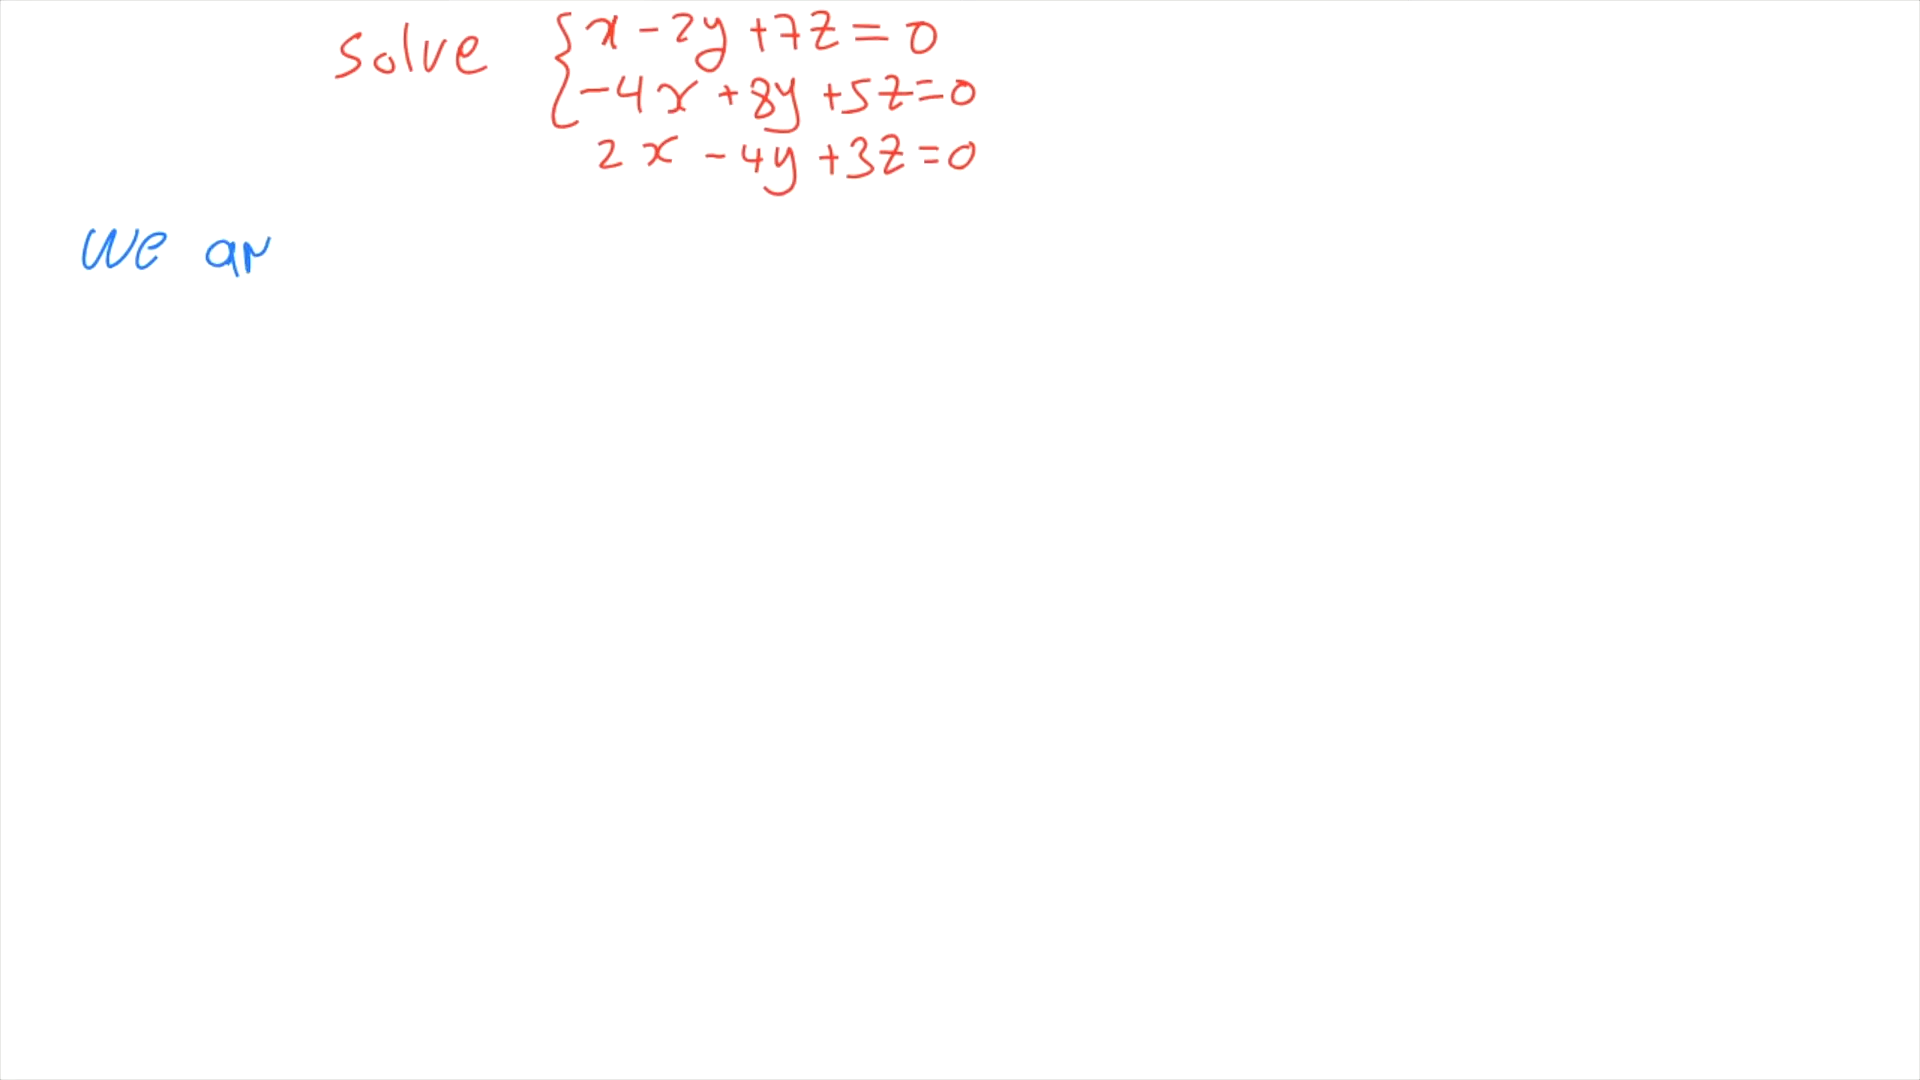 solve { x - 2y + 7z = 0
-4x + 8y + 5z = 0
2x - 4y + 3z = 0
We ar